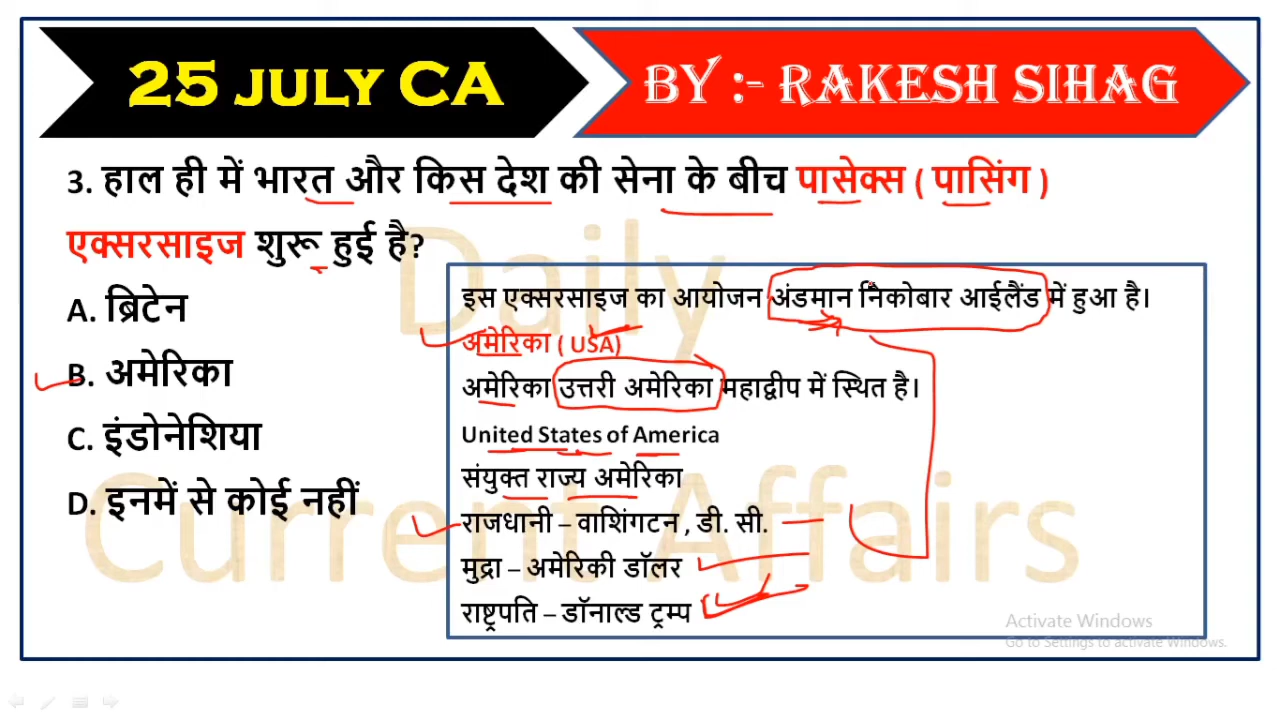 25 JULY CA
BY :- RAKESH SIHAG
3. हाल ही में भारत और किस देश की सेना के बीच पासेक्स ( पासिंग )
एक्सरसाइज शुरू हुई है?
A. ब्रिटेन
B. अमेरिका
C. इंडोनेशिया
D. इनमें से कोई नहीं
इस एक्सरसाइज का आयोजन अंडमान निकोबार आईलैंड में हुआ है।
अमेरिका ( USA)
अमेरिका उत्तरी अमेरिका महाद्वीप में स्थित है।
United States of America
संयुक्त राज्य अमेरिका
राजधानी – वाशिंगटन , डी. सी.
मुद्रा – अमेरिकी डॉलर
राष्ट्रपति – डॉनाल्ड ट्रम्प
Daily
Current Affairs
Activate Windows
Go to Settings to activate Windows.